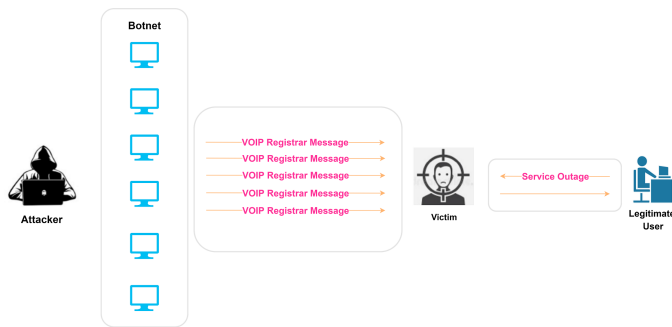 Botnet
VOIP Registrar Message
VOIP Registrar Message
VOIP Registrar Message
VOIP Registrar Message
VOIP Registrar Message
Service Outage
Attacker
Victim
Legitimate
User